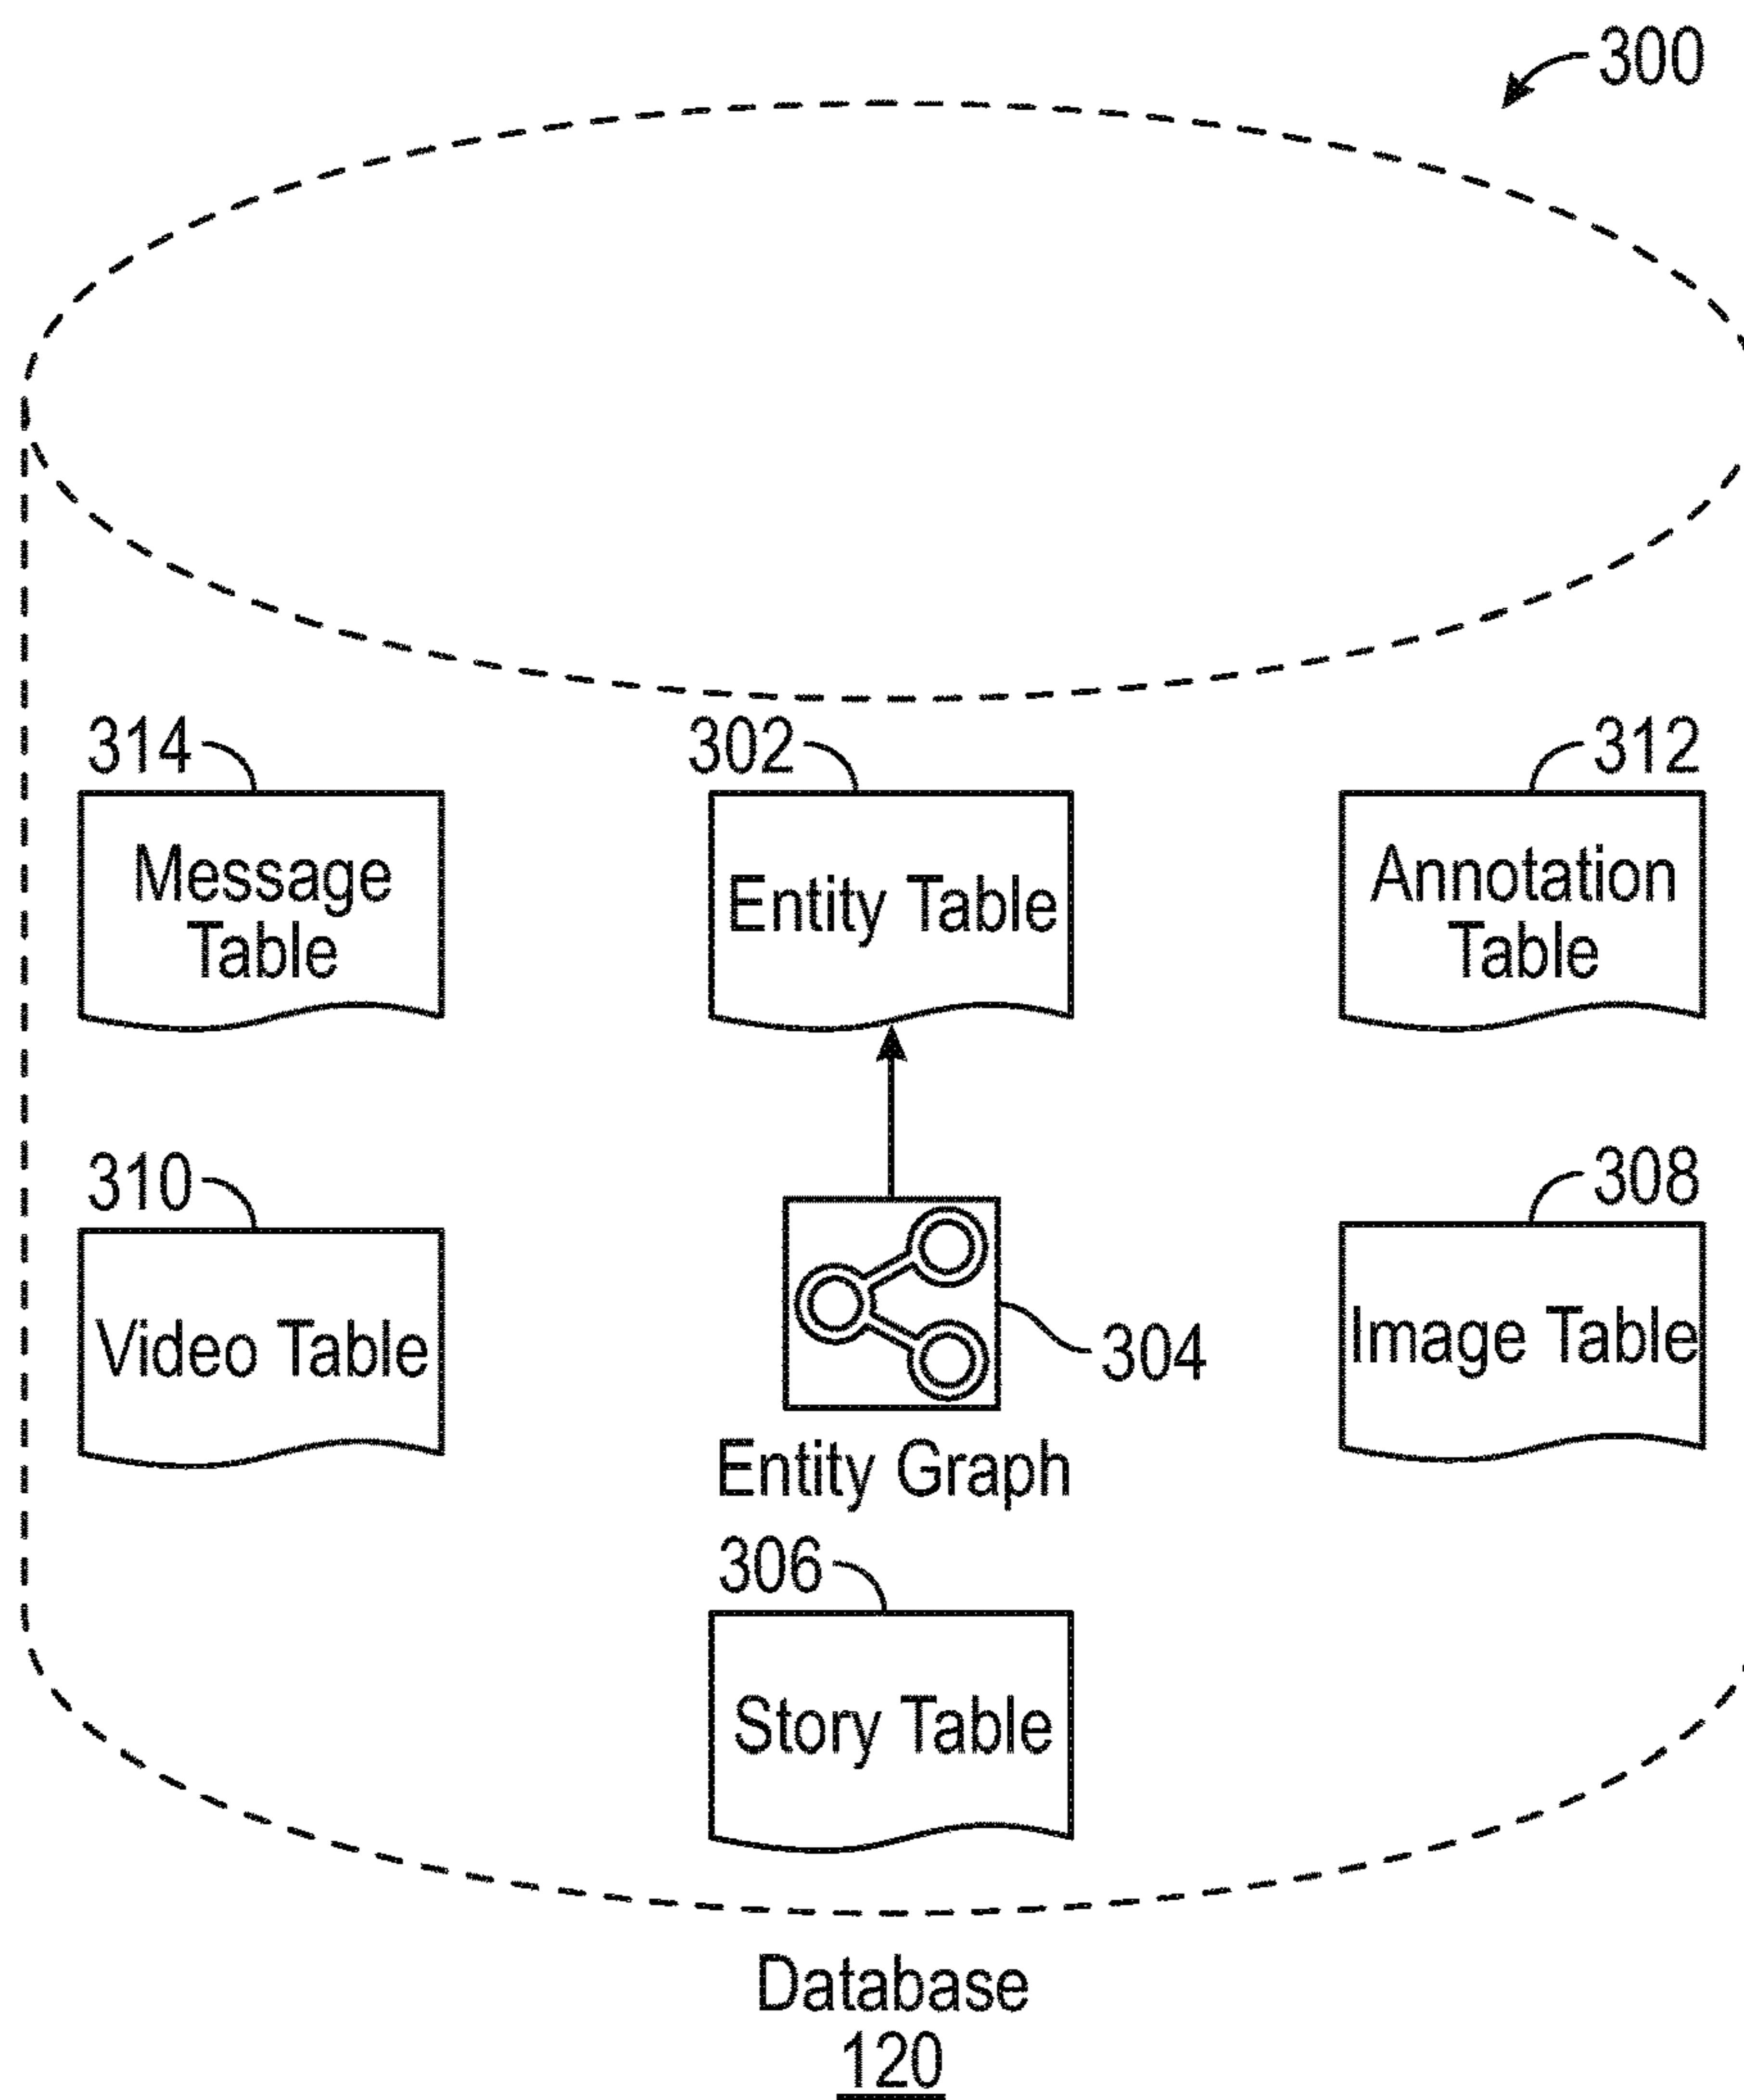 300
314
302
312
Message
Table
Entity Table
Annotation
Table
310
308
Video Table
304
Image Table
Entity Graph
306
Story Table
Database
120